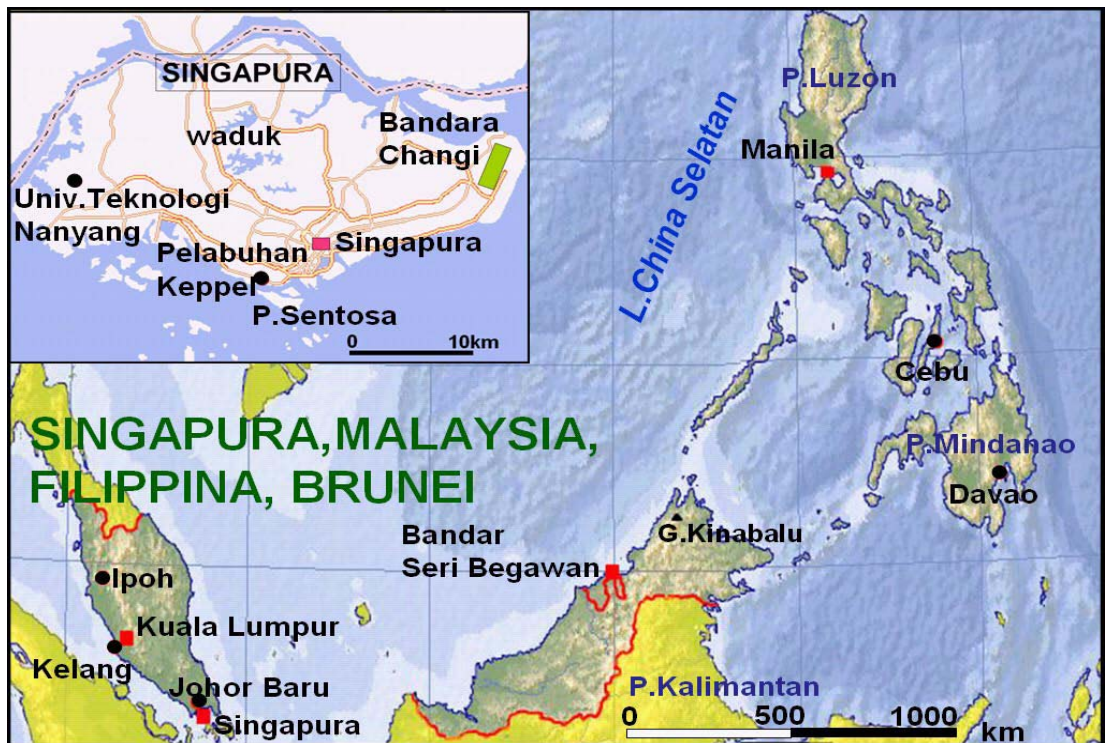 SINGAPURA
waduk
Bandara
Changi
Univ.Teknologi
Nanyang
Singapura
Pelabuhan
Keppel
P.Sentosa
0 10km
P.Luzon
Manila
L.China Selatan
Cebu
P.Mindanao
Davao
SINGAPURA,MALAYSIA,
FILIPPINA, BRUNEI
Bandar
Seri Begawan
G.Kinabalu
Ipoh
Kuala Lumpur
Kelang
Johor Baru
Singapura
P.Kalimantan
0 500 1000 km